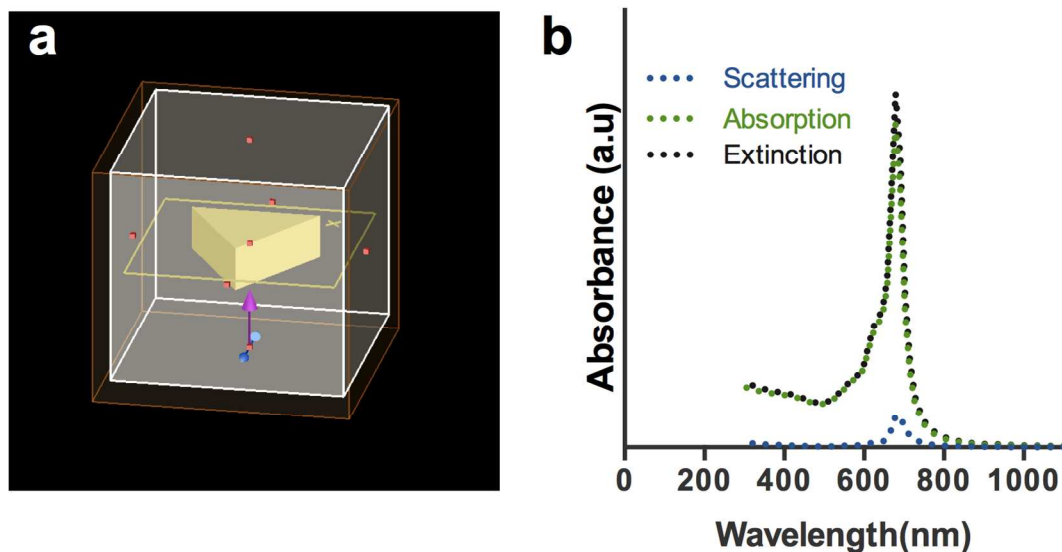 a
b
Scattering
Absorption
Extinction
Absorbance (a.u)
0 200 400 600 800 1000
Wavelength(nm)